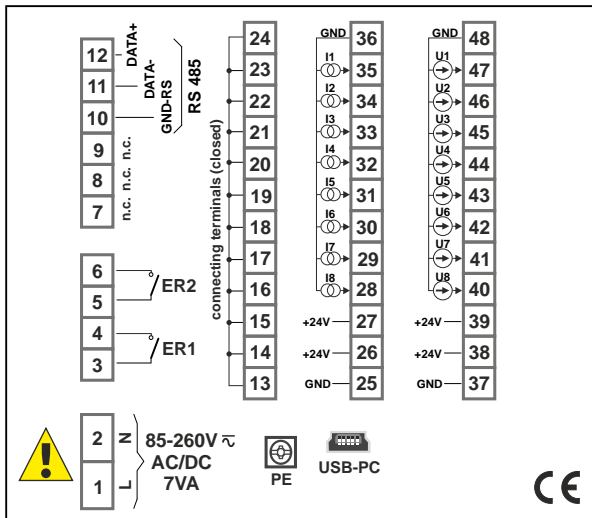 12 DATA+
11 DATA-
10 GND-RS
RS 485
9 n.c.
8 n.c.
7 n.c.
6
5
ER2
4
3
ER1
connecting terminals (closed)
24
23
22
21
20
19
18
17
16
15
14
13
GND 36
I1 35
I2 34
I3 33
I4 32
I5 31
I6 30
I7 29
I8 28
+24V 27
+24V 26
GND 25
GND 48
U1 47
U2 46
U3 45
U4 44
U5 43
U6 42
U7 41
U8 40
+24V 39
+24V 38
GND 37
2 N
1 L
85-260V
AC/DC
7VA
PE
USB-PC
CE